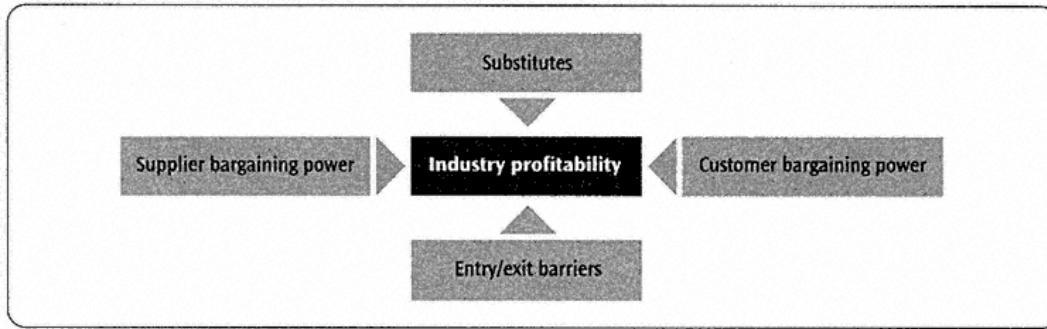 Substitutes
Supplier bargaining power
Industry profitability
Customer bargaining power
Entry/exit barriers